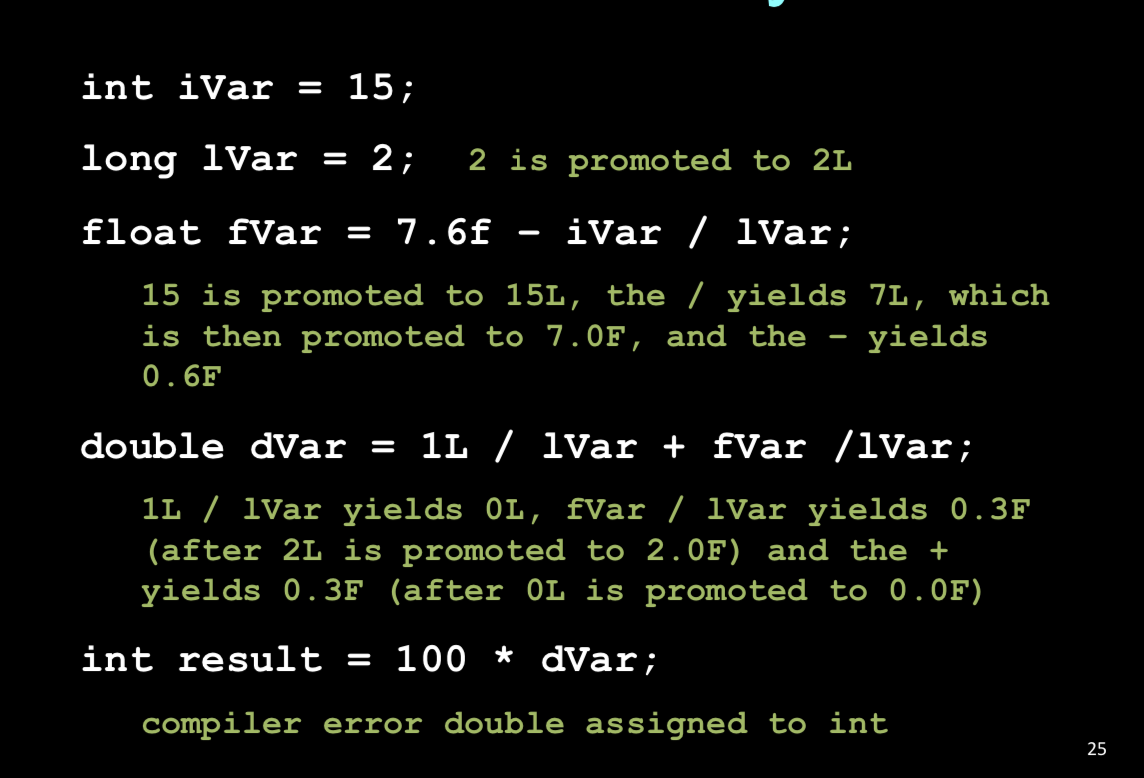 int iVar = 15;
long lVar = 2; 2 is promoted to 2L
float fVar = 7.6f – iVar / lVar;
15 is promoted to 15L, the / yields 7L, which
is then promoted to 7.0F, and the – yields
0.6F
double dVar = 1L / lVar + fVar /lVar;
1L / lVar yields 0L, fVar / lVar yields 0.3F
(after 2L is promoted to 2.0F) and the +
yields 0.3F (after 0L is promoted to 0.0F)
int result = 100 * dVar;
compiler error double assigned to int
25